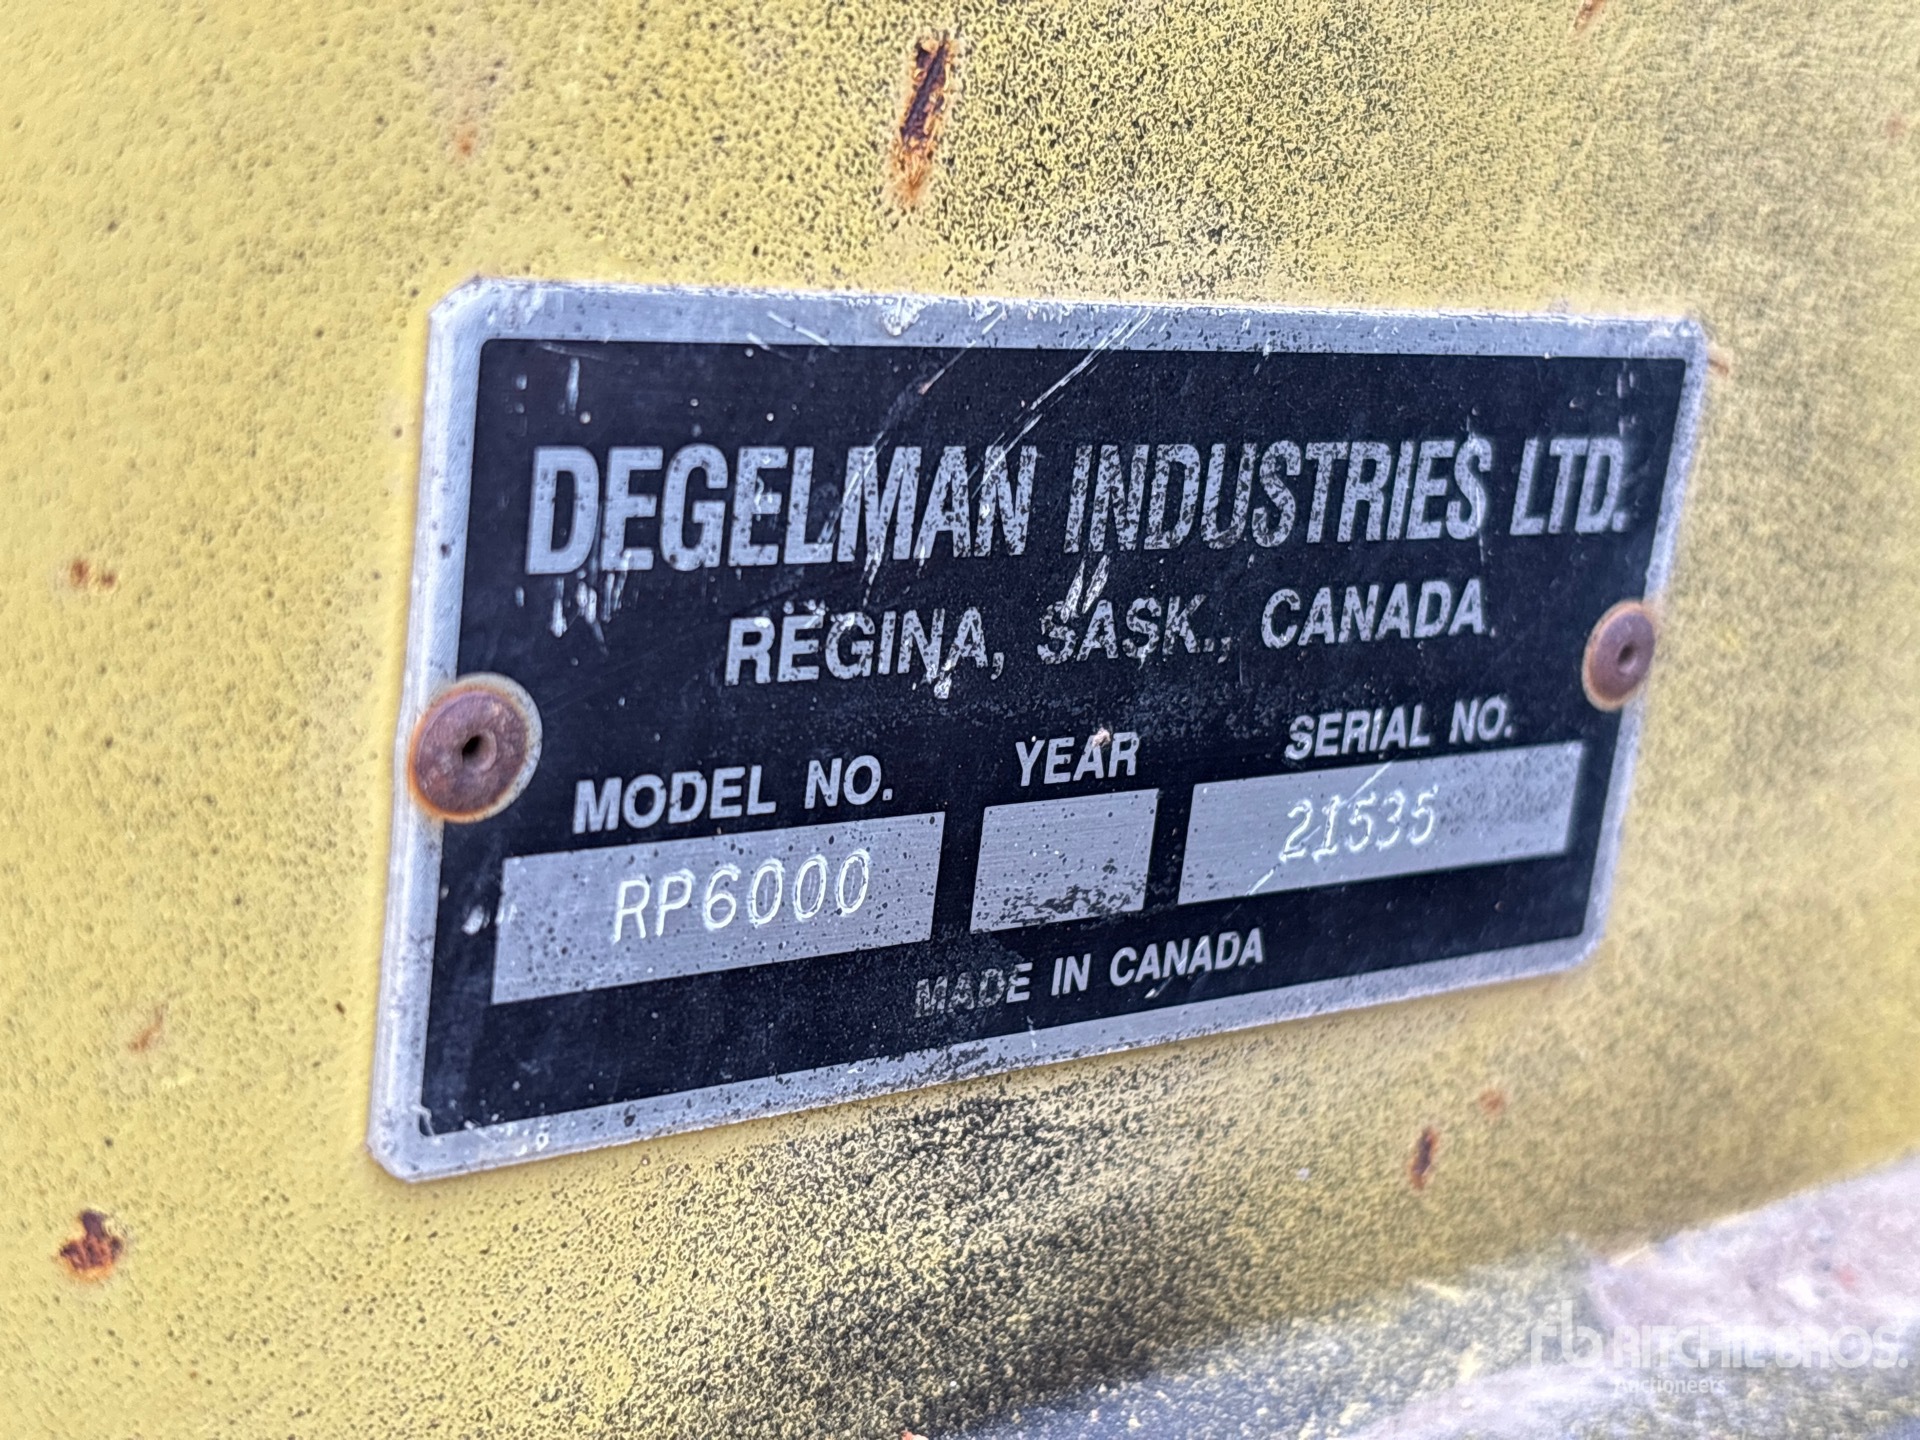 DEGELMAN INDUSTRIES LTD.
REGINA, SASK., CANADA
MODEL NO. YEAR SERIAL NO.
RP6000 21535
MADE IN CANADA
rb RITCHIE BROS.
Auctioneers